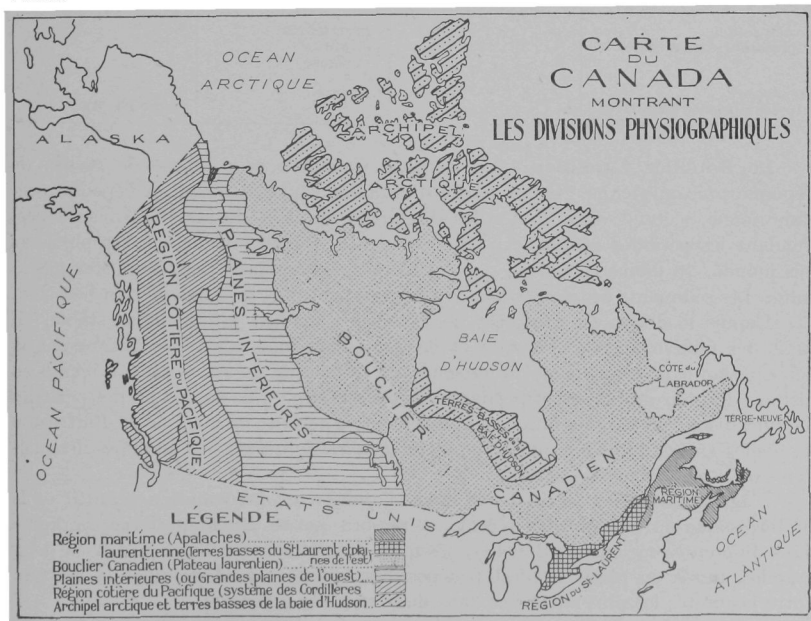 CARTE
DU
CANADA
MONTRANT
LES DIVISIONS PHYSIOGRAPHIQUES
OCEAN
ARCTIQUE
ALASKA
ARCHIPEL
ARCTIQUE
OCEAN PACIFIQUE
RÉGION CÔTIÈRE DU PACIFIQUE
PLAINES INTÉRIEURES
BOUCLIER
CANADIEN
BAIE
D'HUDSON
TERRES-BASSES de la
BAIE D'HUDSON
CÔTE du
LABRADOR
TERRE-NEUVE
RÉGION
MARITIME
ETATS UNIS
RÉGION DU ST-LAURENT
OCEAN
ATLANTIQUE
LÉGENDE
Région maritime (Apalaches)
" laurentienne (Terres basses du St-Laurent et plai-
nes de l'est)
Bouclier Canadien (Plateau laurentien)
Plaines intérieures (ou Grandes plaines de l'ouest)
Région côtière du Pacifique (système des Cordillères
Archipel arctique et terres basses de la baie d'Hudson